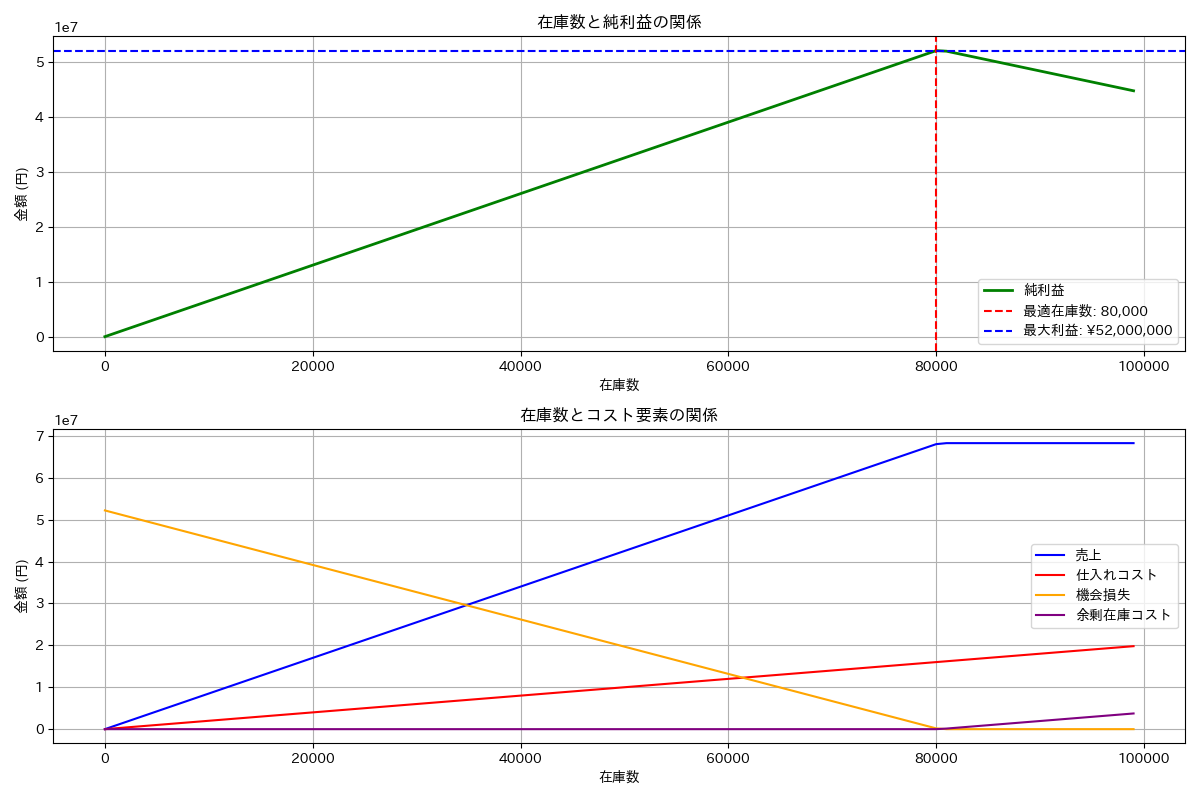 在庫数と純利益の関係
1e7
金額 (円)
5
4
3
2
1
0
0 20000 40000 60000 80000 100000
在庫数
純利益
最適在庫数: 80,000
最大利益: ¥52,000,000
在庫数とコスト要素の関係
1e7
金額 (円)
7
6
5
4
3
2
1
0
0 20000 40000 60000 80000 100000
在庫数
売上
仕入れコスト
機会損失
余剰在庫コスト